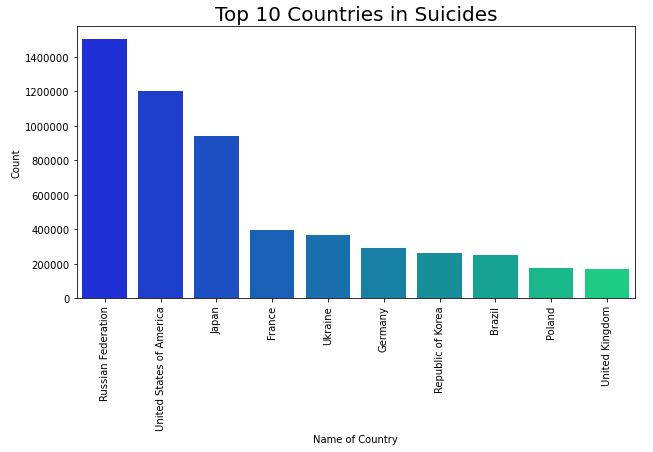 Top 10 Countries in Suicides
Count
1400000
1200000
1000000
800000
600000
400000
200000
0
Russian Federation
United States of America
Japan
France
Ukraine
Germany
Republic of Korea
Brazil
Poland
United Kingdom
Name of Country